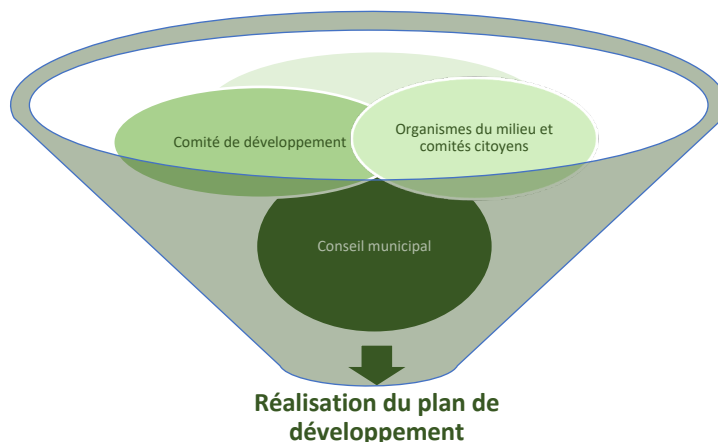 Comité de développement
Organismes du milieu et
comités citoyens
Conseil municipal
Réalisation du plan de
développement